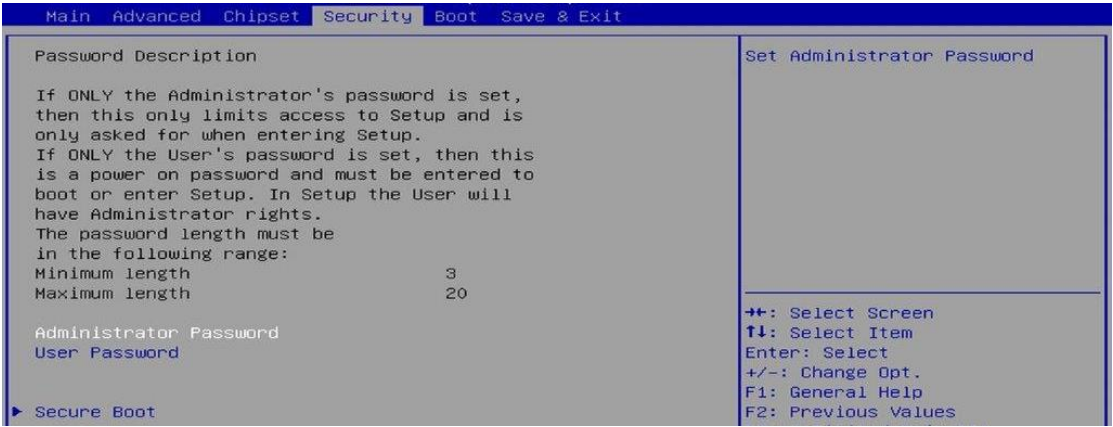 Main Advanced Chipset Security Boot Save & Exit
Password Description
If ONLY the Administrator's password is set,
then this only limits access to Setup and is
only asked for when entering Setup.
If ONLY the User's password is set, then this
is a power on password and must be entered to
boot or enter Setup. In Setup the User will
have Administrator rights.
The password length must be
in the following range:
Minimum length 3
Maximum length 20
Administrator Password
User Password
Secure Boot
Set Administrator Password
→←: Select Screen
↑↓: Select Item
Enter: Select
+/-: Change Opt.
F1: General Help
F2: Previous Values